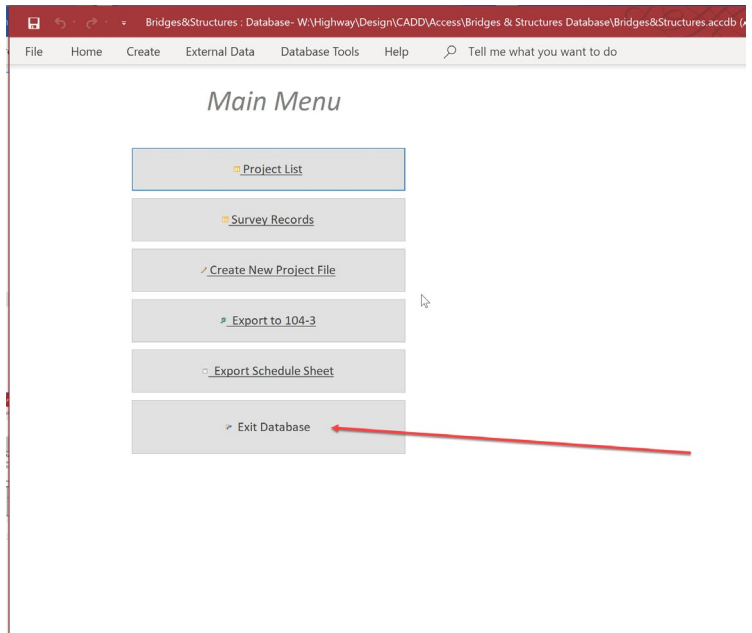 Bridges&Structures : Database- W:\Highway\Design\CADD\Access\Bridges & Structures Database\Bridges&Structures.accdb
File Home Create External Data Database Tools Help Tell me what you want to do
Main Menu
Project List
Survey Records
Create New Project File
Export to 104-3
Export Schedule Sheet
Exit Database